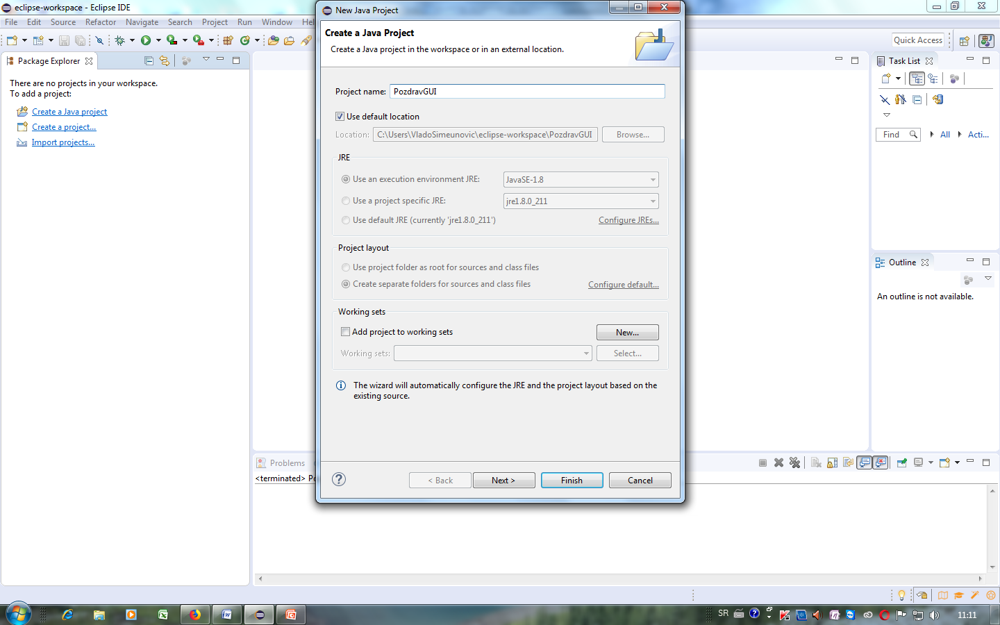 eclipse-workspace - Eclipse IDE
File Edit Source Refactor Navigate Search Project Run Window
Quick Access
Package Explorer
There are no projects in your workspace.
To add a project:
Create a Java project
Create a project...
Import projects...
New Java Project
Create a Java Project
Create a Java project in the workspace or in an external location.
Project name: PozdravGUI
Use default location
Location: C:\Users\VladoSimeunovic\eclipse-workspace\PozdravGUI Browse...
JRE
Use an execution environment JRE: JavaSE-1.8
Use a project specific JRE: jre1.8.0_211
Use default JRE (currently 'jre1.8.0_211') Configure JREs...
Project layout
Use project folder as root for sources and class files
Create separate folders for sources and class files Configure default...
Working sets
Add project to working sets New...
Working sets: Select...
The wizard will automatically configure the JRE and the project layout based on the
existing source.
< Back Next > Finish Cancel
Task List
Find All Acti...
Outline
An outline is not available.
Problems
<terminated>
SR 11:11